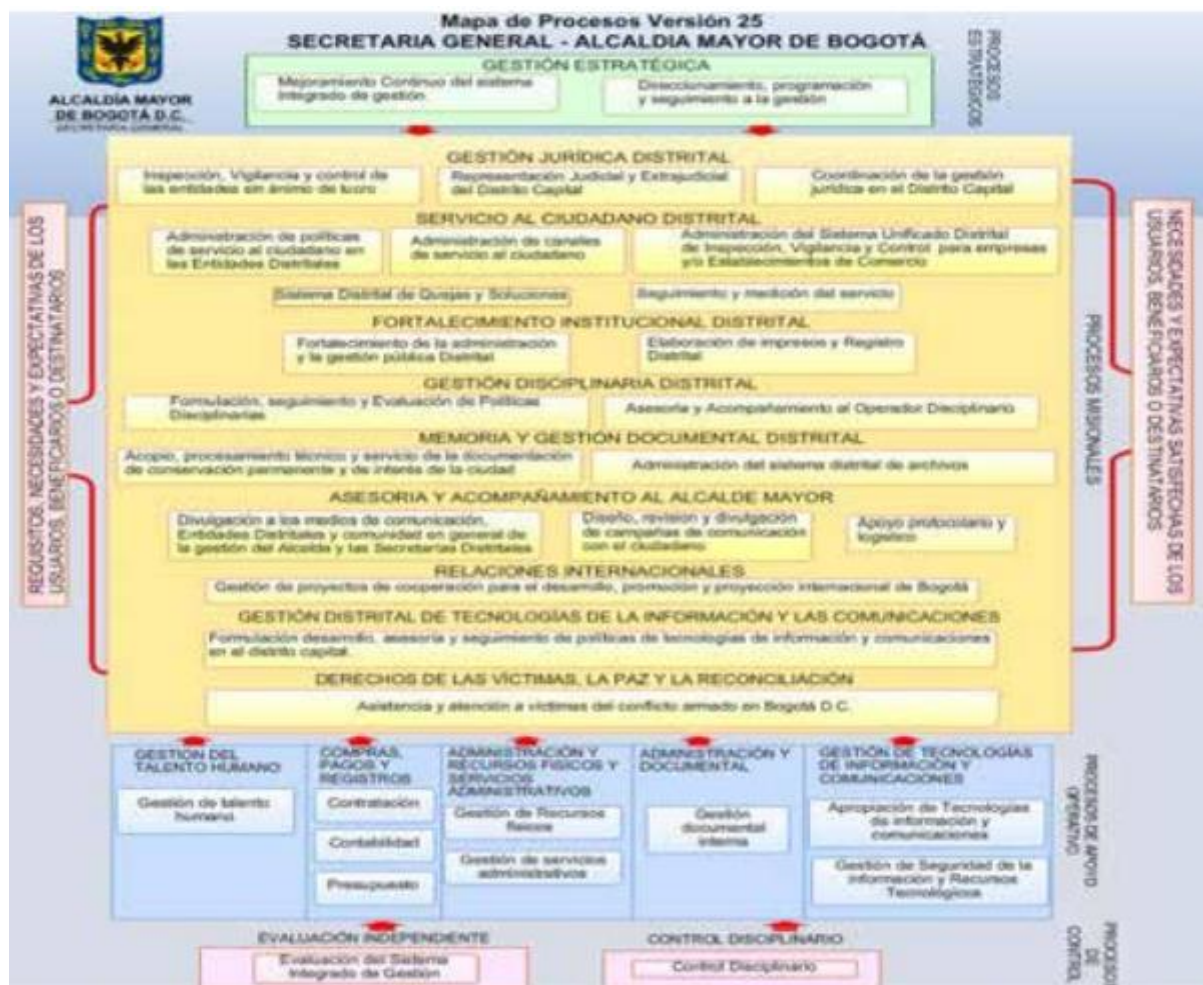 Mapa de Procesos Versión 25
SECRETARIA GENERAL - ALCALDIA MAYOR DE BOGOTÁ
ALCALDÍA MAYOR
DE BOGOTÁ D.C.
SECRETARÍA GENERAL
PROCESOS
ESTRATÉGICOS
GESTIÓN ESTRATÉGICA
Mejoramiento Continuo del sistema
Integrado de gestión
Direccionamiento, programación
y seguimiento a la gestión
REQUISITOS, NECESIDADES Y EXPECTATIVAS DE LOS
USUARIOS, BENEFICIARIOS O DESTINATARIOS
GESTIÓN JURÍDICA DISTRITAL
Inspección, Vigilancia y control de
las entidades sin ánimo de lucro
Representación Judicial y Extrajudicial
del Distrito Capital
Coordinación de la gestión
jurídica en el Distrito Capital
SERVICIO AL CIUDADANO DISTRITAL
Administración de políticas
de servicio al ciudadano en
las Entidades Distritales
Administración de canales
de servicio al ciudadano
Administración del Sistema Unificado Distrital
de Inspección, Vigilancia y Control para empresas
y/o Establecimientos de Comercio
Sistema Distrital de Quejas y Soluciones
Seguimiento y medición del servicio
FORTALECIMIENTO INSTITUCIONAL DISTRITAL
Fortalecimiento de la administración
y la gestión pública Distrital
Elaboración de impresos y Registro
Distrital
GESTIÓN DISCIPLINARIA DISTRITAL
Formulación, seguimiento y Evaluación de Políticas
Disciplinarias
Asesoria y Acompañamiento al Operador Disciplinario
MEMORIA Y GESTIÓN DOCUMENTAL DISTRITAL
Acopio, procesamiento técnico y servicio de la documentación
de conservación permanente y de interés de la ciudad
Administración del sistema distrital de archivos
ASESORIA Y ACOMPAÑAMIENTO AL ALCALDE MAYOR
Divulgación a los medios de comunicación,
Entidades Distritales y comunidad en general de
la gestión del Alcalde y las Secretarías Distritales
Diseño, revisión y divulgación
de campañas de comunicación
con el ciudadano
Apoyo protocolario y
logístico
RELACIONES INTERNACIONALES
Gestión de proyectos de cooperación para el desarrollo, promoción y proyección internacional de Bogotá
GESTIÓN DISTRITAL DE TECNOLOGÍAS DE LA INFORMACIÓN Y LAS COMUNICACIONES
Formulación desarrollo, asesoría y seguimiento de políticas de tecnologías de información y comunicaciones
en el distrito capital.
DERECHOS DE LAS VÍCTIMAS, LA PAZ Y LA RECONCILIACIÓN
Asistencia y atención a víctimas del conflicto armado en Bogotá D.C.
PROCESOS MISIONALES
NECESIDADES Y EXPECTATIVAS SATISFECHAS DE LOS
USUARIOS, BENEFICIARIOS O DESTINATARIOS
GESTIÓN DEL
TALENTO HUMANO
Gestión de talento
humano
COMPRAS,
PAGOS Y
REGISTROS
Contratación
Contabilidad
Presupuesto
ADMINISTRACIÓN Y
RECURSOS FÍSICOS Y
SERVICIOS
ADMINISTRATIVOS
Gestión de Recursos
físicos
Gestión de servicios
administrativos
ADMINISTRACIÓN Y
DOCUMENTAL
Gestión
documental
interna
GESTIÓN DE TECNOLOGÍAS
DE INFORMACIÓN Y
COMUNICACIONES
Apropiación de Tecnologías
de información y
comunicaciones
Gestión de Seguridad de la
información y Recursos
Tecnológicos
PROCESOS DE APOYO
OPERATIVO
EVALUACIÓN INDEPENDIENTE
Evaluación del Sistema
Integrado de Gestión
CONTROL DISCIPLINARIO
Control Disciplinario
PROCESOS
DE
CONTROL